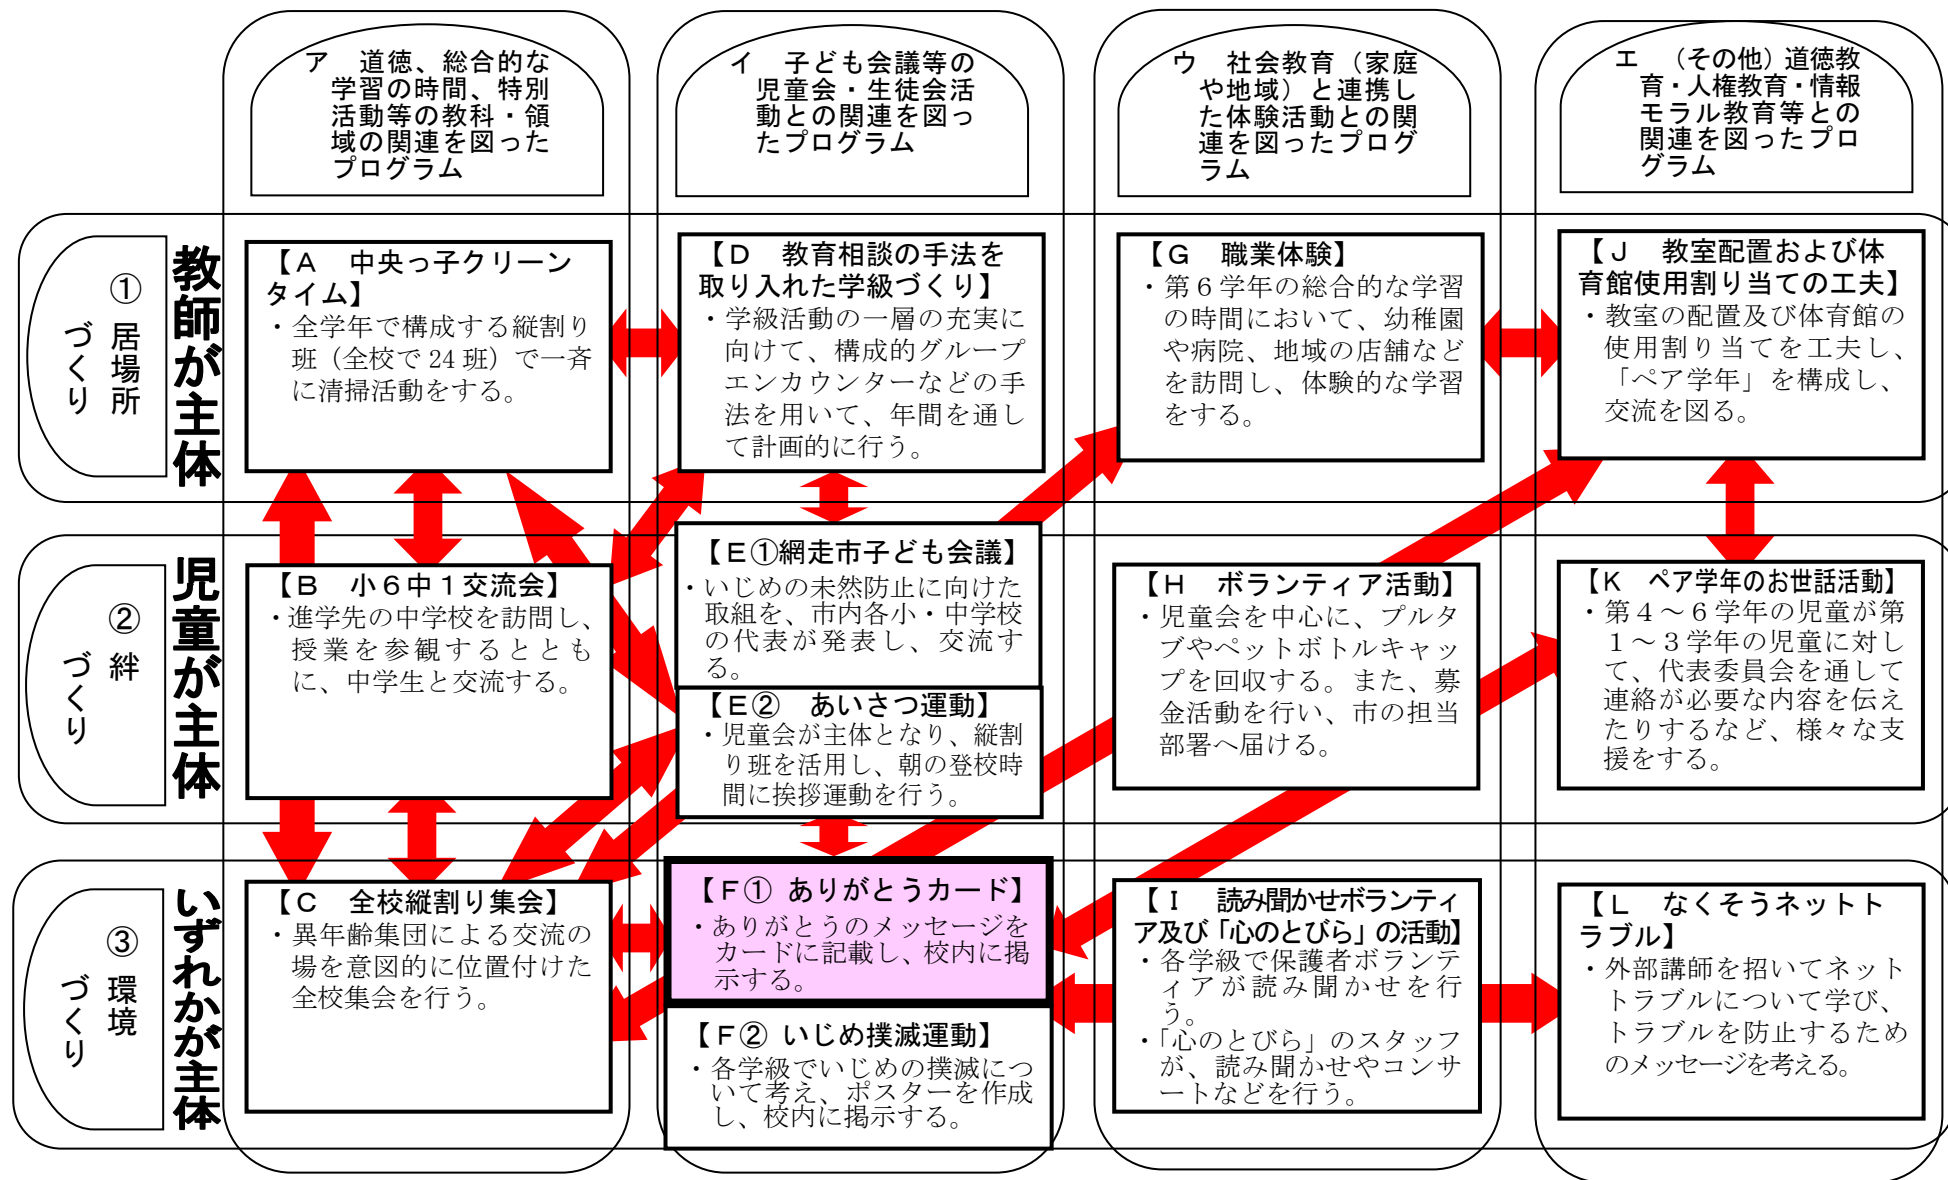 ア　道徳、総合的な
学習の時間、特別
活動等の教科・領
域の関連を図った
プログラム
イ　子ども会議等の
児童会・生徒会活
動との関連を図っ
たプログラム
ウ　社会教育（家庭
や地域）と連携し
た体験活動との関
連を図ったプログ
ラム
エ　（その他）道徳教
育・人権教育・情報
モラル教育等との
関連を図ったプロ
グラム
①居場所
づくり
教師が主体
【Ａ　中央っ子クリーン
タイム】
・全学年で構成する縦割り
班（全校で24班）で一斉
に清掃活動をする。
【Ｄ　教育相談の手法を
取り入れた学級づくり】
・学級活動の一層の充実に
向けて、構成的グループ
エンカウンターなどの手
法を用いて、年間を通し
て計画的に行う。
【Ｇ　職業体験】
・第６学年の総合的な学習
の時間において、幼稚園
や病院、地域の店舗など
を訪問し、体験的な学習
をする。
【Ｊ　教室配置および体
育館使用割り当ての工夫】
・教室の配置及び体育館の
使用割り当てを工夫し、
「ペア学年」を構成し、
交流を図る。
②絆
づくり
児童が主体
【Ｂ　小６中１交流会】
・進学先の中学校を訪問し、
授業を参観するととも
に、中学生と交流する。
【Ｅ①網走市子ども会議】
・いじめの未然防止に向けた
取組を、市内各小・中学校
の代表が発表し、交流す
る。
【Ｅ②　あいさつ運動】
・児童会が主体となり、縦割
り班を活用し、朝の登校時
間に挨拶運動を行う。
【Ｈ　ボランティア活動】
・児童会を中心に、プルタ
ブやペットボトルキャッ
プを回収する。また、募
金活動を行い、市の担当
部署へ届ける。
【Ｋ　ペア学年のお世話活動】
・第４～６学年の児童が第
１～３学年の児童に対し
て、代表委員会を通して
連絡が必要な内容を伝え
たりするなど、様々な支
援をする。
③環境
づくり
いずれかが主体
【Ｃ　全校縦割り集会】
・異年齢集団による交流の
場を意図的に位置付けた
全校集会を行う。
【Ｆ① ありがとうカード】
・ありがとうのメッセージを
カードに記載し、校内に掲
示する。
【Ｆ② いじめ撲滅運動】
・各学級でいじめの撲滅につ
いて考え、ポスターを作成
し、校内に掲示する。
【Ｉ　読み聞かせボランティ
ア及び「心のとびら」の活動】
・各学級で保護者ボランテ
ィアが読み聞かせを行
う。
・「心のとびら」のスタッフ
が、読み聞かせやコンサ
ートなどを行う。
【Ｌ　なくそうネットト
ラブル】
・外部講師を招いてネット
トラブルについて学び、
トラブルを防止するため
のメッセージを考える。